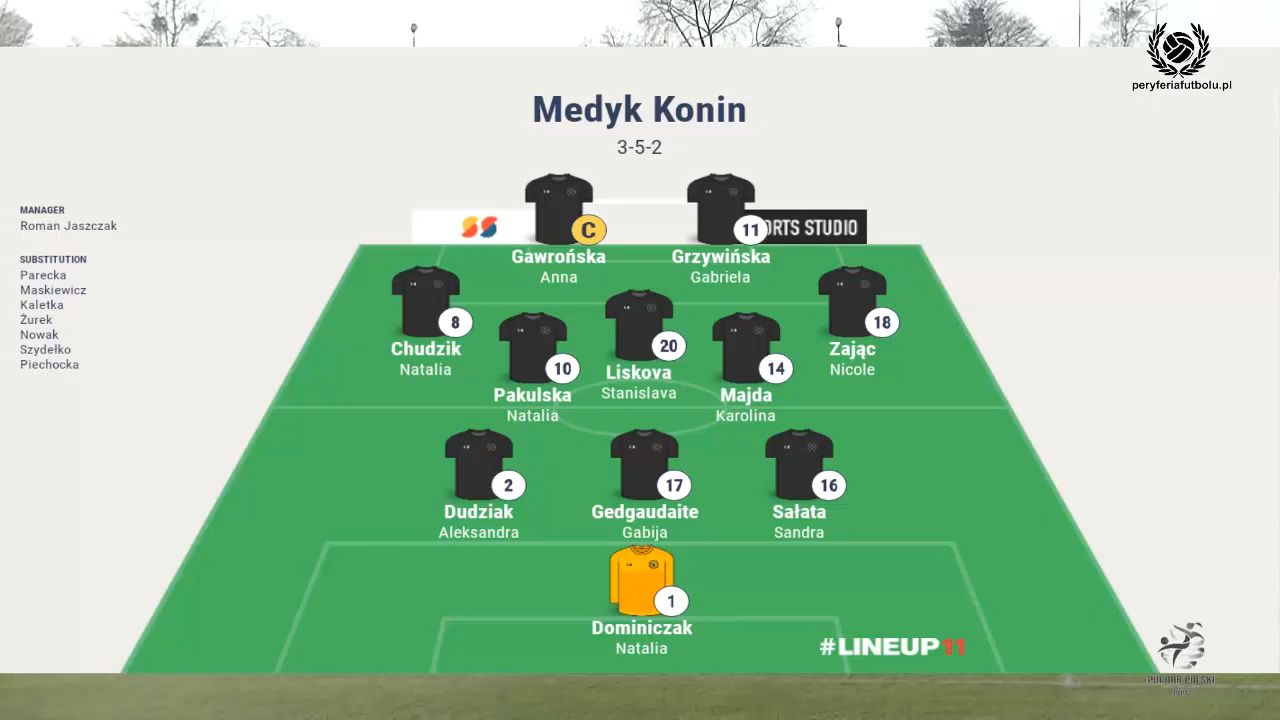 peryferiafutbolu.pl
Medyk Konin
3-5-2
MANAGER
Roman Jaszczak
SUBSTITUTION
Parecka
Maskiewicz
Kaletka
Żurek
Nowak
Szydełko
Piechocka
ORTS STUDIO
C
Gawrońska
Anna
11
Grzywińska
Gabriela
8
Chudzik
Natalia
10
Pakulska
Natalia
20
Liskova
Stanislava
14
Majda
Karolina
18
Zając
Nicole
2
Dudziak
Aleksandra
17
Gedgaudaite
Gabija
16
Sałata
Sandra
1
Dominiczak
Natalia
#LINEUP11
PUCHAR POLSKI